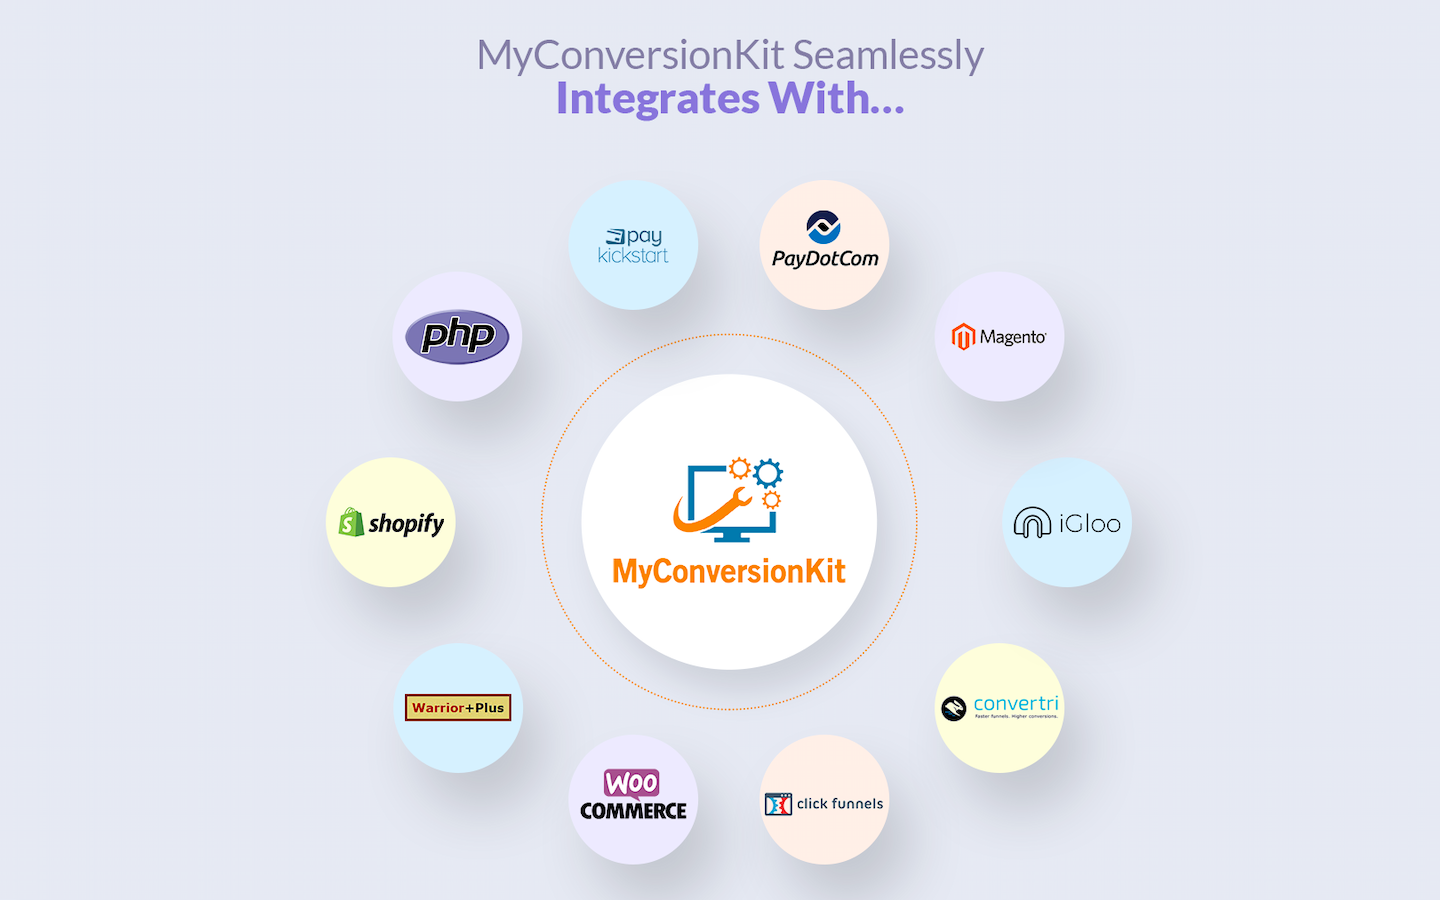 MyConversionKit Seamlessly
Integrates With...
pay
kickstart
PayDotCom
php
Magento
S shopify
iGloo
MyConversionKit
Warrior+Plus
convertri
Faster funnels. Higher conversions.
WOO
COMMERCE
click funnels